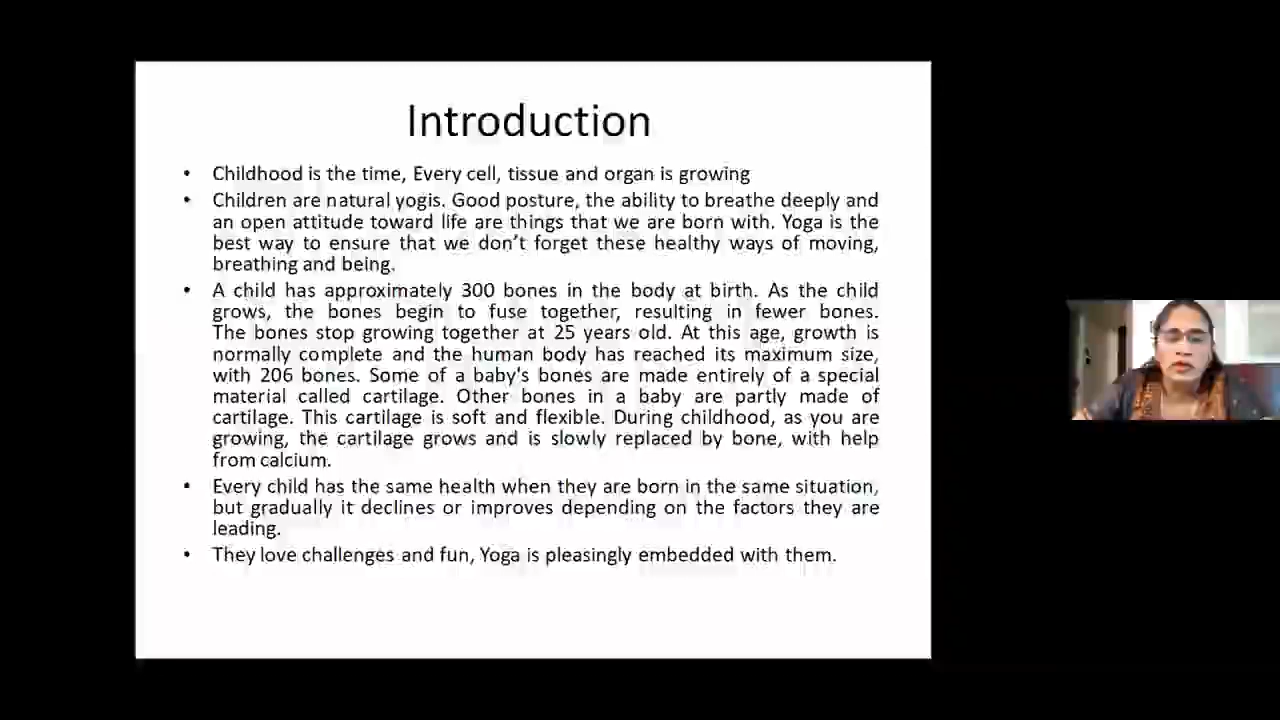 Introduction
• Childhood is the time, Every cell, tissue and organ is growing
• Children are natural yogis. Good posture, the ability to breathe deeply and
an open attitude toward life are things that we are born with. Yoga is the
best way to ensure that we don't forget these healthy ways of moving,
breathing and being.
• A child has approximately 300 bones in the body at birth. As the child
grows, the bones begin to fuse together, resulting in fewer bones.
The bones stop growing together at 25 years old. At this age, growth is
normally complete and the human body has reached its maximum size,
with 206 bones. Some of a baby's bones are made entirely of a special
material called cartilage. Other bones in a baby are partly made of
cartilage. This cartilage is soft and flexible. During childhood, as you are
growing, the cartilage grows and is slowly replaced by bone, with help
from calcium.
• Every child has the same health when they are born in the same situation,
but gradually it declines or improves depending on the factors they are
leading.
• They love challenges and fun, Yoga is pleasingly embedded with them.